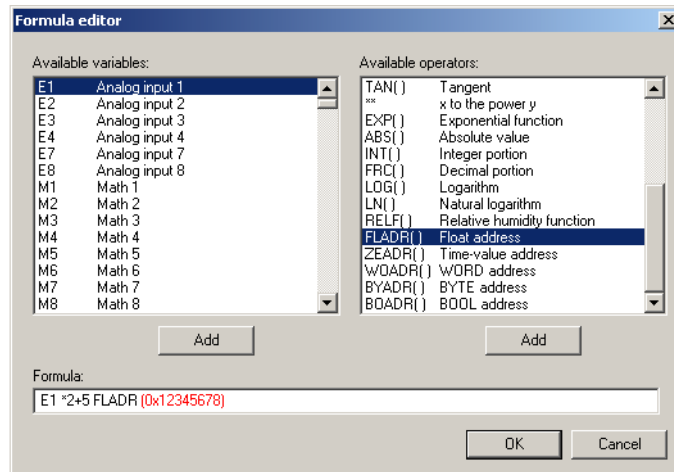 Formula editor
Available variables:
E1 Analog input 1
E2 Analog input 2
E3 Analog input 3
E4 Analog input 4
E7 Analog input 7
E8 Analog input 8
M1 Math 1
M2 Math 2
M3 Math 3
M4 Math 4
M5 Math 5
M6 Math 6
M7 Math 7
M8 Math 8
Add
Available operators:
TAN( ) Tangent
** x to the power y
EXP( ) Exponential function
ABS( ) Absolute value
INT( ) Integer portion
FRC( ) Decimal portion
LOG( ) Logarithm
LN( ) Natural logarithm
RELF( ) Relative humidity function
FLADR( ) Float address
ZEADR( ) Time-value address
WOADR( ) WORD address
BYADR( ) BYTE address
BOADR( ) BOOL address
Add
Formula:
E1 *2+5 FLADR (0x12345678)
OK Cancel